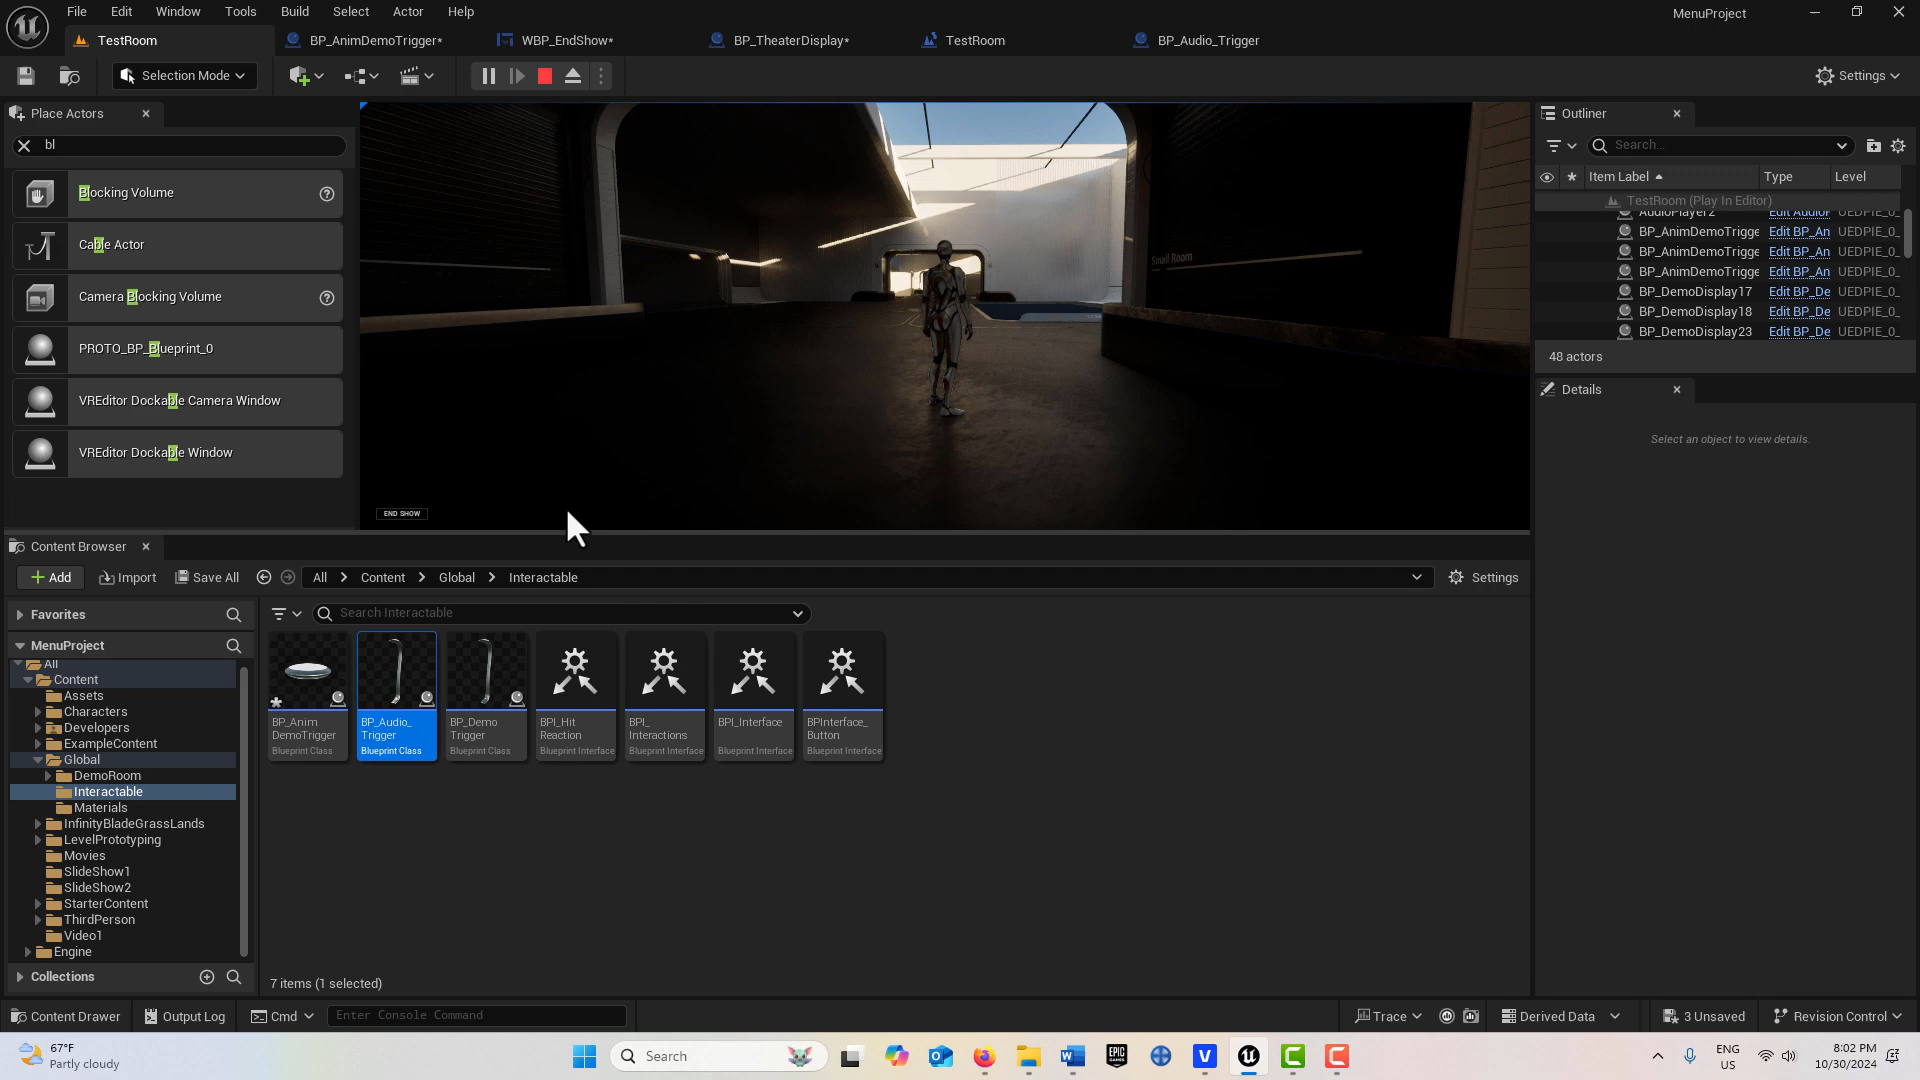 File Edit Window Tools Build Select Actor Help
MenuProject
TestRoom BP_AnimDemoTrigger* WBP_EndShow* BP_TheaterDisplay* TestRoom BP_Audio_Trigger
Selection Mode
Settings
Place Actors
bl
Blocking Volume
Cable Actor
Camera Blocking Volume
PROTO_BP_Blueprint_0
VREditor Dockable Camera Window
VREditor Dockable Window
Small Room
END SHOW
Outliner
Search...
Item Label Type Level
TestRoom (Play In Editor)
AudioPlayer2 Edit AudioP UEDPIE_0_
BP_AnimDemoTrigge Edit BP_An UEDPIE_0_
BP_AnimDemoTrigge Edit BP_An UEDPIE_0_
BP_AnimDemoTrigge Edit BP_An UEDPIE_0_
BP_DemoDisplay17 Edit BP_De UEDPIE_0_
BP_DemoDisplay18 Edit BP_De UEDPIE_0_
BP_DemoDisplay23 Edit BP_De UEDPIE_0_
48 actors
Details
Select an object to view details.
Content Browser
Add Import Save All All Content Global Interactable Settings
Favorites
Search Interactable
MenuProject
All
Content
Assets
Characters
Developers
ExampleContent
Global
DemoRoom
Interactable
Materials
InfinityBladeGrassLands
LevelPrototyping
Movies
SlideShow1
SlideShow2
StarterContent
ThirdPerson
Video1
Engine
Collections
BP_Anim
DemoTrigger
Blueprint Class
BP_Audio_
Trigger
Blueprint Class
BP_Demo
Trigger
Blueprint Class
BPI_Hit
Reaction
Blueprint Interface
BPI_
Interactions
Blueprint Interface
BPI_Interface
Blueprint Interface
BPInterface_
Button
Blueprint Interface
7 items (1 selected)
Content Drawer Output Log Cmd Enter Console Command Trace Derived Data 3 Unsaved Revision Control
67°F
Partly cloudy
Search
EPIC
GAMES
ENG
US
8:02 PM
10/30/2024